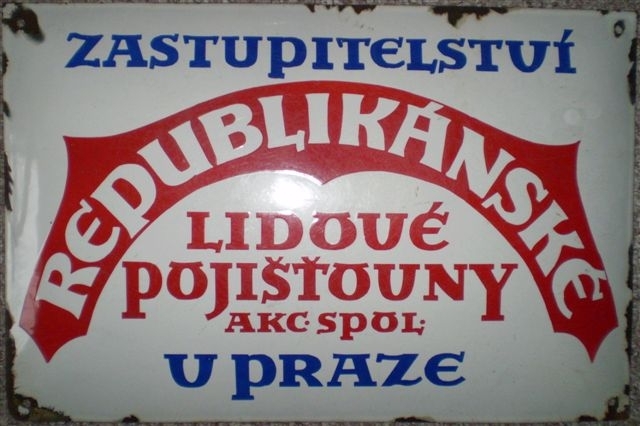 ZASTUPITELSTVÍ
REPUBLIKÁNSKÉ
LIDOVÉ
POJIŠŤOVNY
AKC. SPOL.
V PRAZE